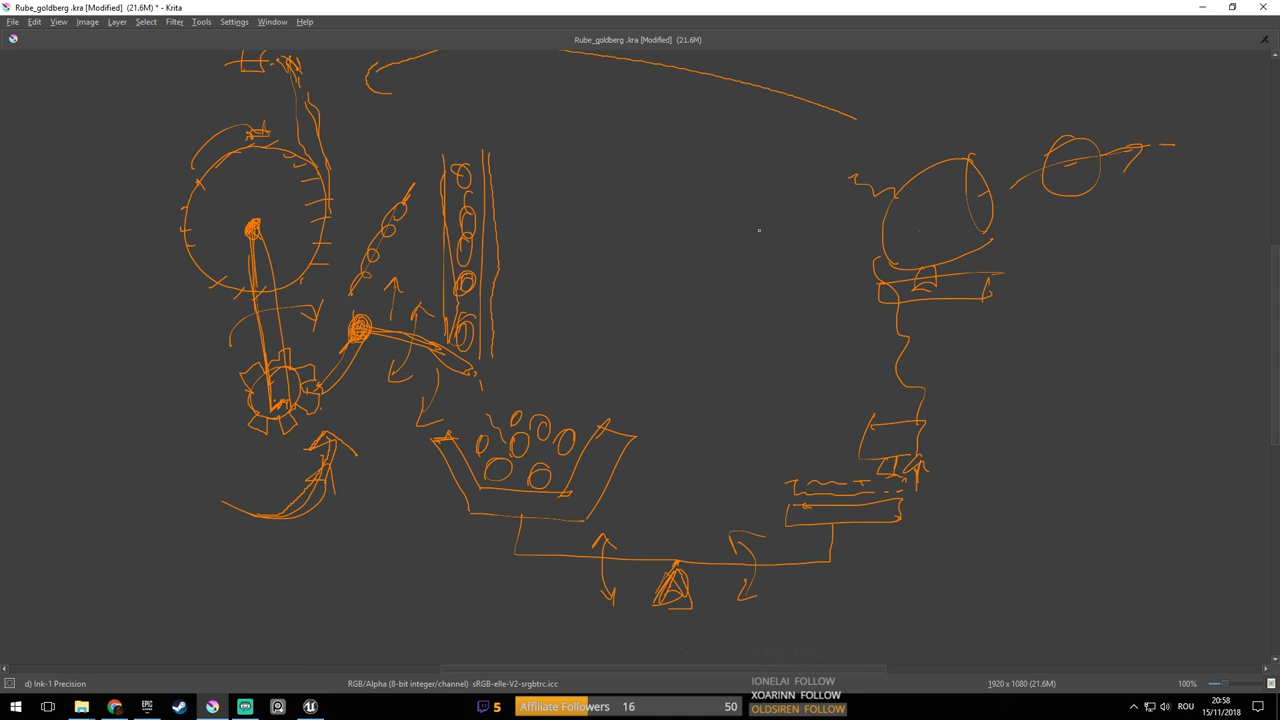 Rube_goldberg .kra [Modified] (21.6M) * - Krita
File Edit View Image Layer Select Filter Tools Settings Window Help
Rube_goldberg .kra [Modified] (21.6M)
d) Ink-1 Precision RGB/Alpha (8-bit integer/channel) sRGB-elle-V2-srgbtrc.icc 1920 x 1080 (21.6M) 100%
IONELAI FOLLOW
XOARINN FOLLOW
OLDSIREN FOLLOW
EPIC
5
Affiliate Followers 16 50
ROU
20:58
15/11/2018